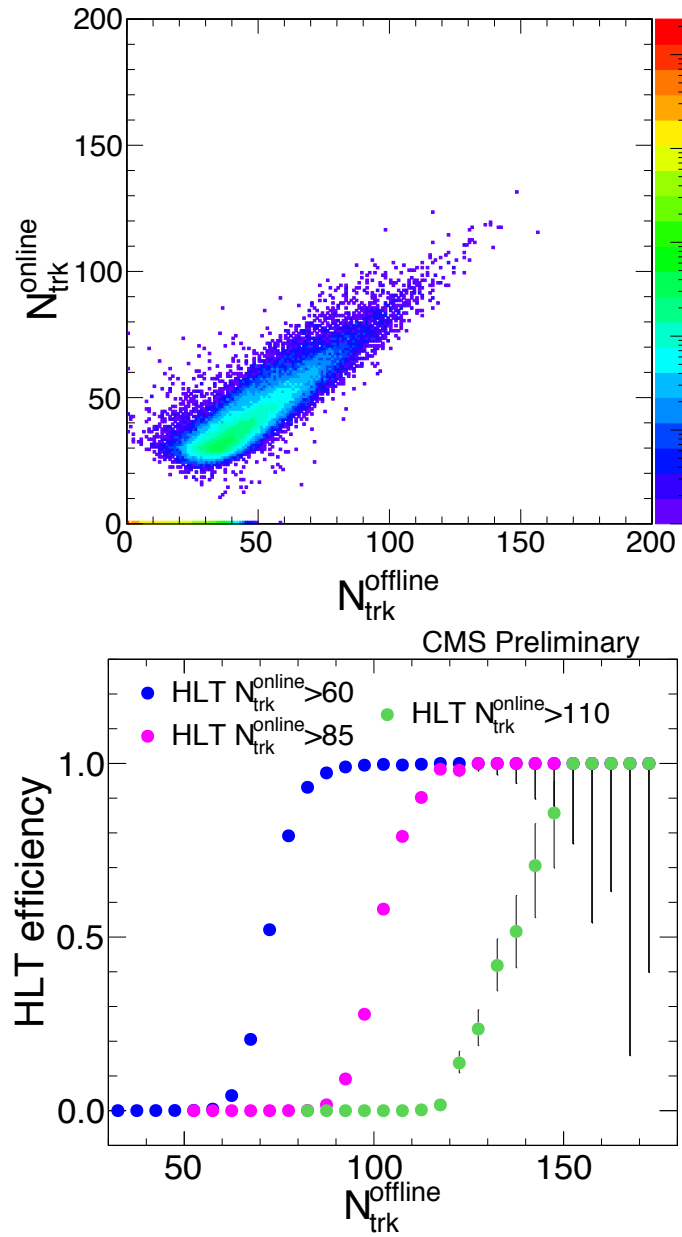 200
150
100
50
0
N_trk^online
0 50 100 150 200
N_trk^offline
CMS Preliminary
HLT N_trk^online>60
HLT N_trk^online>85
HLT N_trk^online>110
1.0
0.5
0.0
HLT efficiency
50 100 150
N_trk^offline